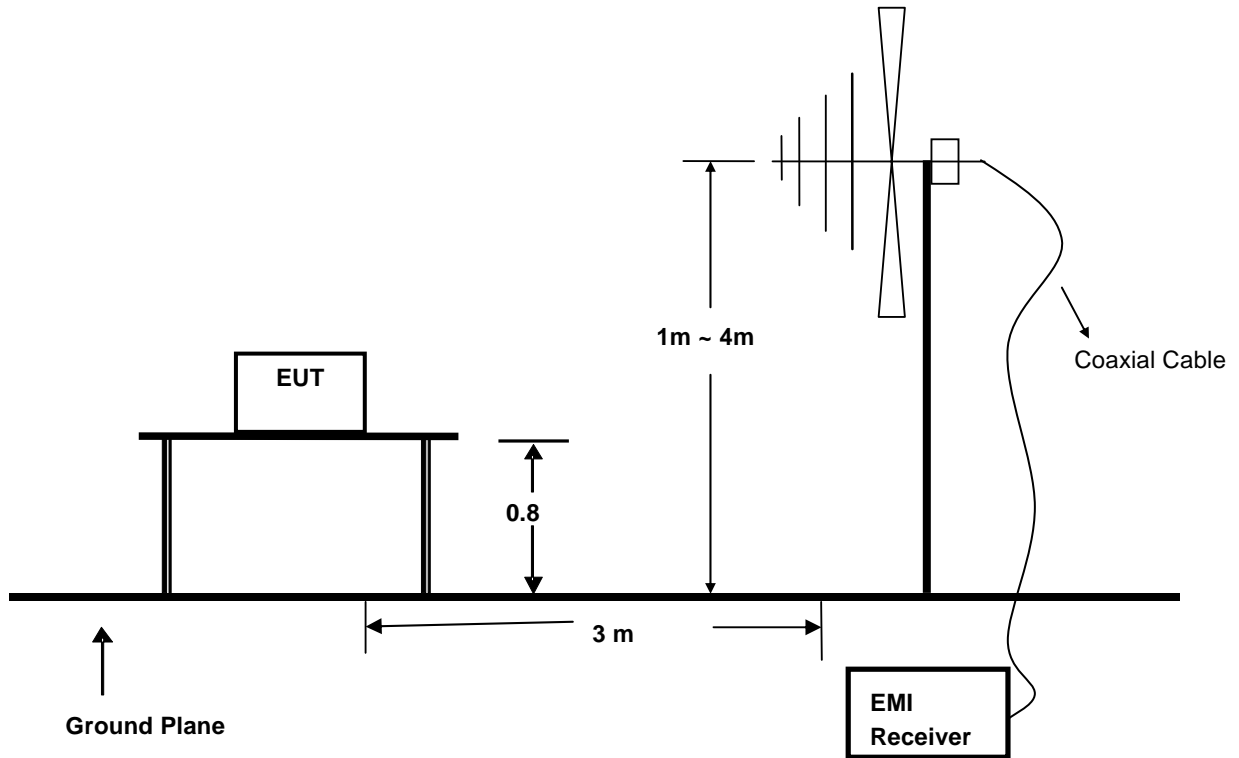 1m ~ 4m
Coaxial Cable
EUT
0.8
3 m
Ground Plane
EMI
Receiver